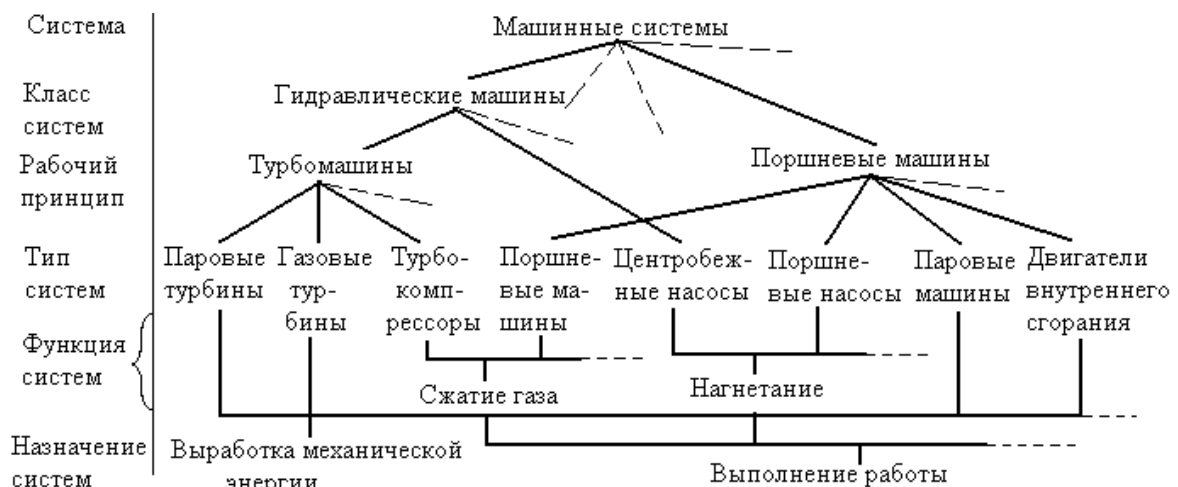 Система
Машинные системы
Класс
систем
Гидравлические машины
Рабочий
принцип
Турбомашины
Поршневые машины
Тип
систем
Паровые
турбины
Газовые
тур-
бины
Турбо-
комп-
рессоры
Поршне-
вые ма-
шины
Центробеж-
ные насосы
Поршне-
вые насосы
Паровые
машины
Двигатели
внутреннего
сгорания
Функция
систем
Сжатие газа
Нагнетание
Назначение
систем
Выработка механической
энергии
Выполнение работы